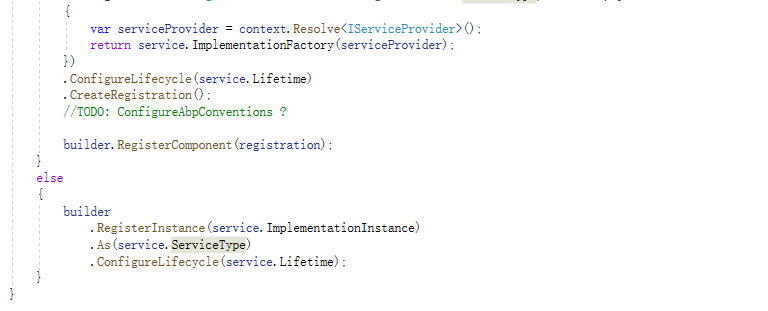 {
var serviceProvider = context.Resolve<IServiceProvider>();
return service.ImplementationFactory(serviceProvider);
})
.ConfigureLifecycle(service.Lifetime)
.CreateRegistration();
//TODO: ConfigureAbpConventions ?
builder.RegisterComponent(registration);
}
else
{
builder
.RegisterInstance(service.ImplementationInstance)
.As(service.ServiceType)
.ConfigureLifecycle(service.Lifetime);
}
}